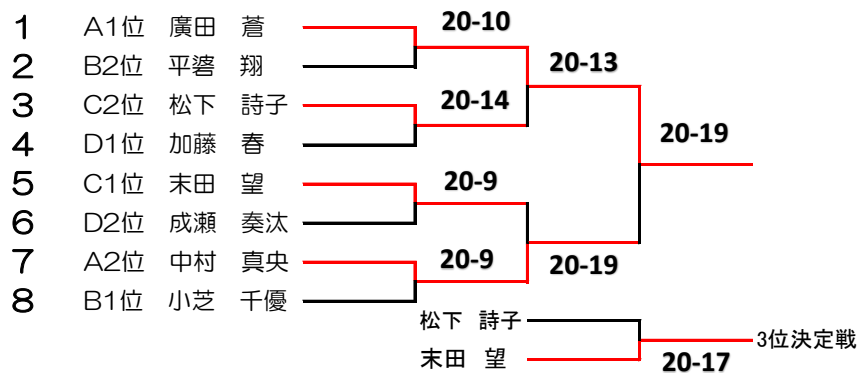 1 A1位 廣田 蒼
20-10
2 B2位 平碆 翔
20-13
3 C2位 松下 詩子
20-14
4 D1位 加藤 春
20-19
5 C1位 末田 望
20-9
6 D2位 成瀬 奏汰
7 A2位 中村 真央
20-9
20-19
8 B1位 小芝 千優
松下 詩子
3位決定戦
末田 望
20-17